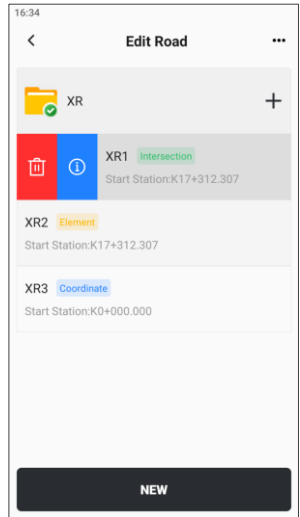 16:34
Edit Road
XR
XR1 Intersection
Start Station:K17+312.307
XR2 Element
Start Station:K17+312.307
XR3 Coordinate
Start Station:K0+000.000
NEW